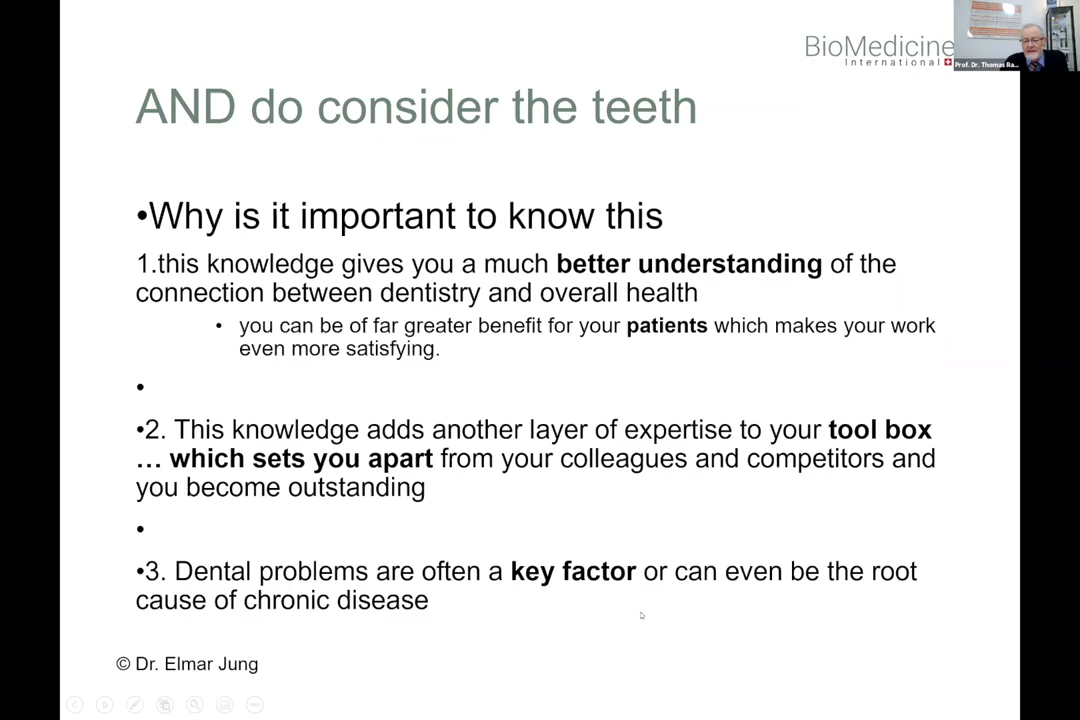 BioMedicine
International
Prof. Dr. Thomas Ra...
AND do consider the teeth
•Why is it important to know this
1.this knowledge gives you a much better understanding of the
connection between dentistry and overall health
• you can be of far greater benefit for your patients which makes your work
even more satisfying.
•
•2. This knowledge adds another layer of expertise to your tool box
… which sets you apart from your colleagues and competitors and
you become outstanding
•
•3. Dental problems are often a key factor or can even be the root
cause of chronic disease
© Dr. Elmar Jung